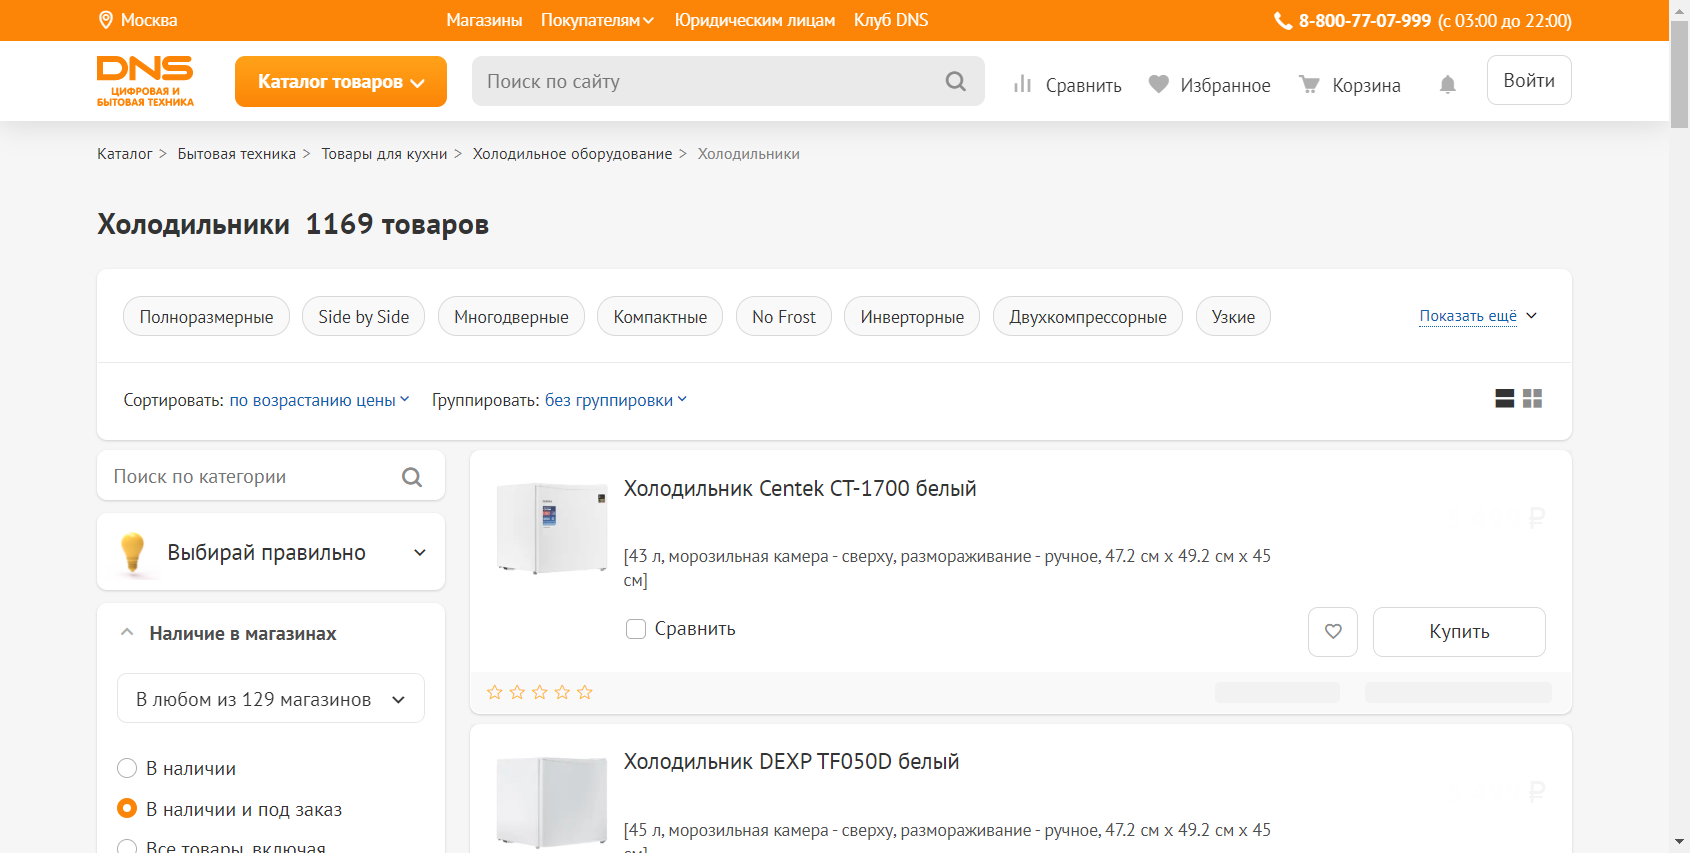 Москва
Магазины Покупателям Юридическим лицам Клуб DNS
8-800-77-07-999 (с 03:00 до 22:00)
DNS
ЦИФРОВАЯ И
БЫТОВАЯ ТЕХНИКА
Каталог товаров
Поиск по сайту
Сравнить
Избранное
Корзина
Войти
Каталог > Бытовая техника > Товары для кухни > Холодильное оборудование > Холодильники
Холодильники 1169 товаров
Полноразмерные Side by Side Многодверные Компактные No Frost Инверторные Двухкомпрессорные Узкие
Показать ещё
Сортировать: по возрастанию цены Группировать: без группировки
Поиск по категории
Выбирай правильно
Наличие в магазинах
В любом из 129 магазинов
В наличии
В наличии и под заказ
Все товары, включая
Холодильник Centek CT-1700 белый
₽
[43 л, морозильная камера - сверху, размораживание - ручное, 47.2 см x 49.2 см x 45
см]
Сравнить
Купить
Холодильник DEXP TF050D белый
₽
[45 л, морозильная камера - сверху, размораживание - ручное, 47.2 см x 49.2 см x 45
см]